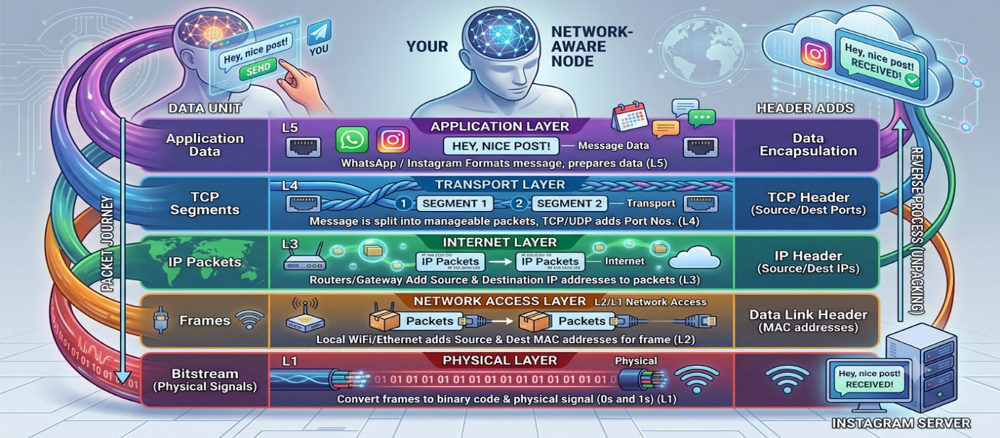 Hey, nice post!
SEND
YOU
YOUR
NETWORK-
AWARE
NODE
Hey, nice post!
RECEIVED!
DATA UNIT
HEADER ADDS
PACKET JOURNEY
REVERSE PROCESS (UNPACKING)
Application
Data
L5
APPLICATION LAYER
HEY, NICE POST!
Message Data
WhatsApp / Instagram Formats message, prepares data (L5)
Data
Encapsulation
TCP
Segments
L4
TRANSPORT LAYER
1 SEGMENT 1
2 SEGMENT 2
Transport
Message is split into manageable packets, TCP/UDP adds Port Nos. (L4)
TCP Header
(Source/Dest Ports)
IP Packets
L3
INTERNET LAYER
IP Packets
IP Packets
Internet
Routers/Gateway Add Source & Destination IP addresses to packets (L3)
IP Header
(Source/Dest IPs)
Frames
NETWORK ACCESS LAYER
L2/L1 Network Access
Packets
Packets
Local WiFi/Ethernet adds Source & Dest MAC addresses for frame (L2)
Data Link Header
(MAC addresses)
Bitstream
(Physical Signals)
L1
PHYSICAL LAYER
Physical
01 01 01 01 01 01 01 01 01 01 01 01 01 01 01 0
Convert frames to binary code & physical signal (0s and 1s) (L1)
Hey, nice post!
RECEIVED!
INSTAGRAM SERVER